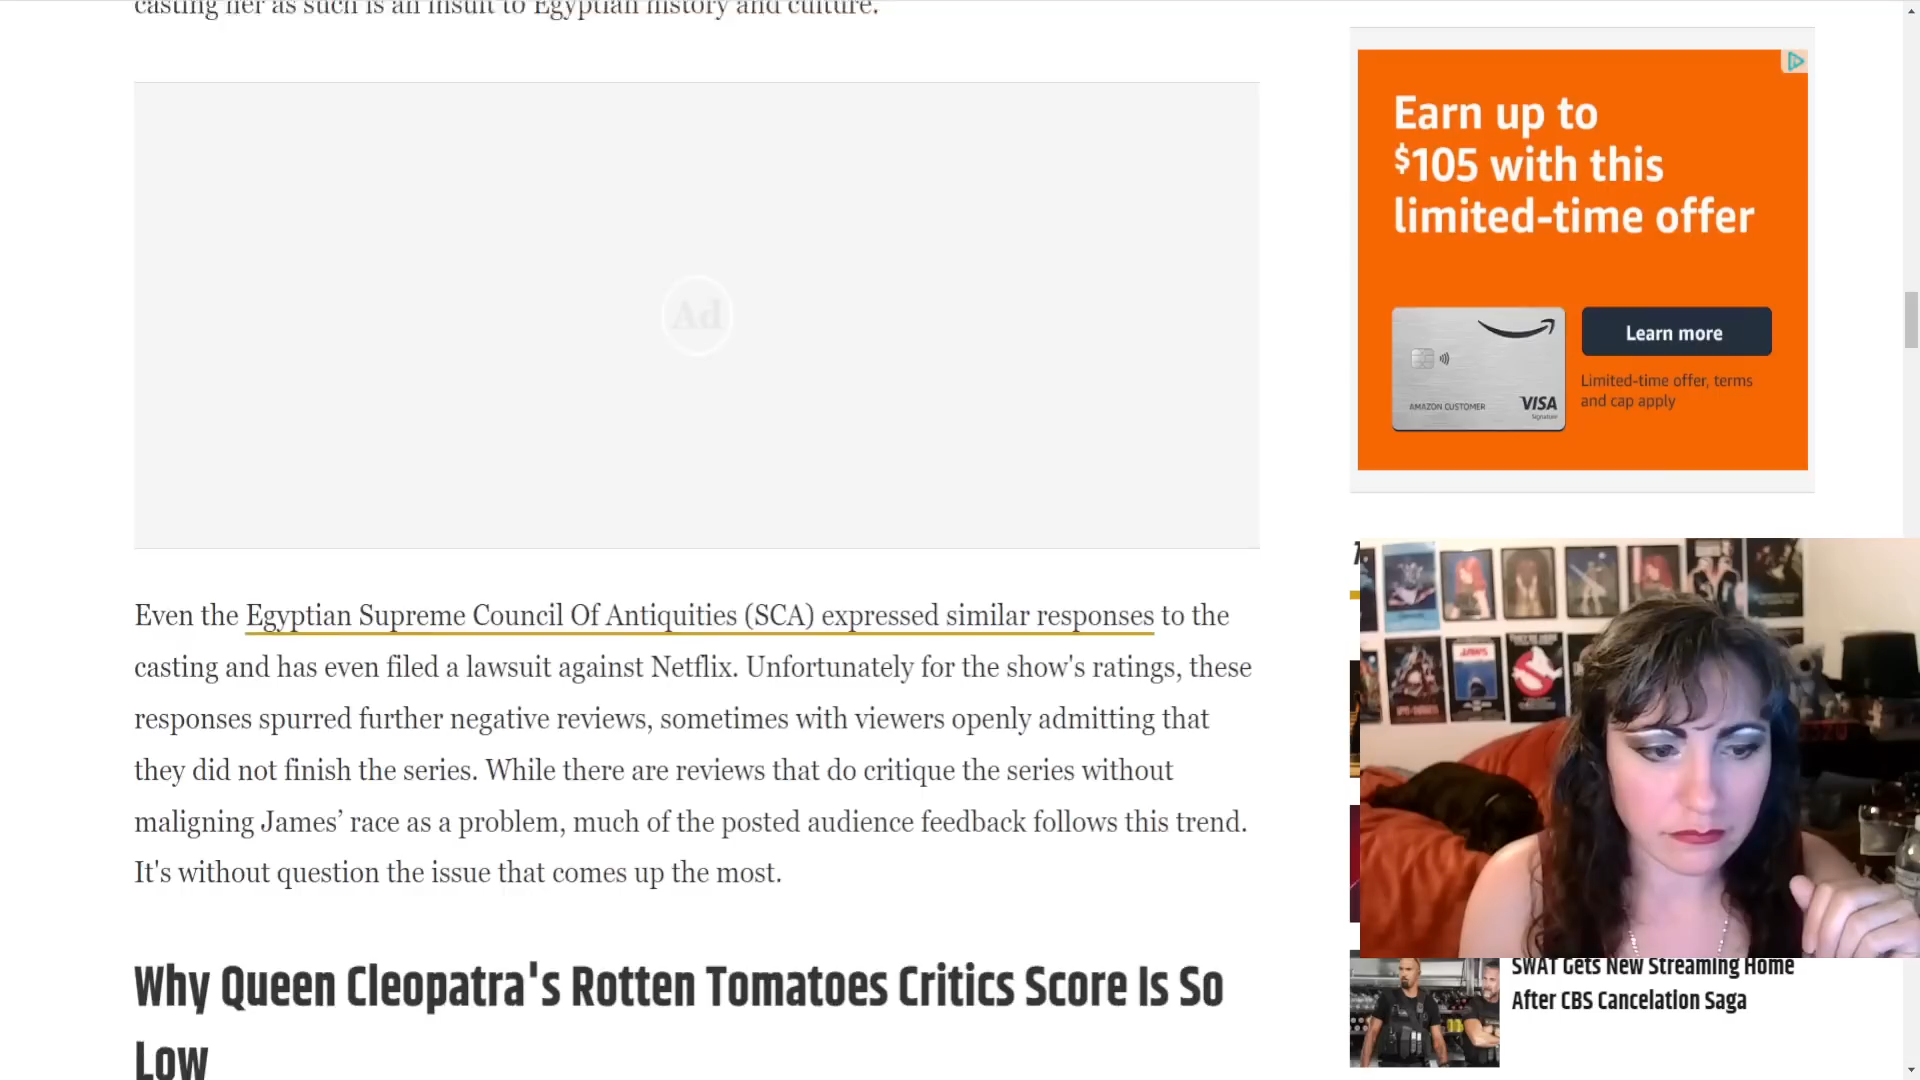 casting her as such is an insult to Egyptian history and culture.
Ad
Even the Egyptian Supreme Council Of Antiquities (SCA) expressed similar responses to the
casting and has even filed a lawsuit against Netflix. Unfortunately for the show's ratings, these
responses spurred further negative reviews, sometimes with viewers openly admitting that
they did not finish the series. While there are reviews that do critique the series without
maligning James’ race as a problem, much of the posted audience feedback follows this trend.
It's without question the issue that comes up the most.
Why Queen Cleopatra's Rotten Tomatoes Critics Score Is So
Low
Earn up to
$105 with this
limited-time offer
Learn more
Limited-time offer, terms
and cap apply
AMAZON CUSTOMER
VISA
Signature
JAWS
SWAT Gets New Streaming Home
After CBS Cancelation Saga